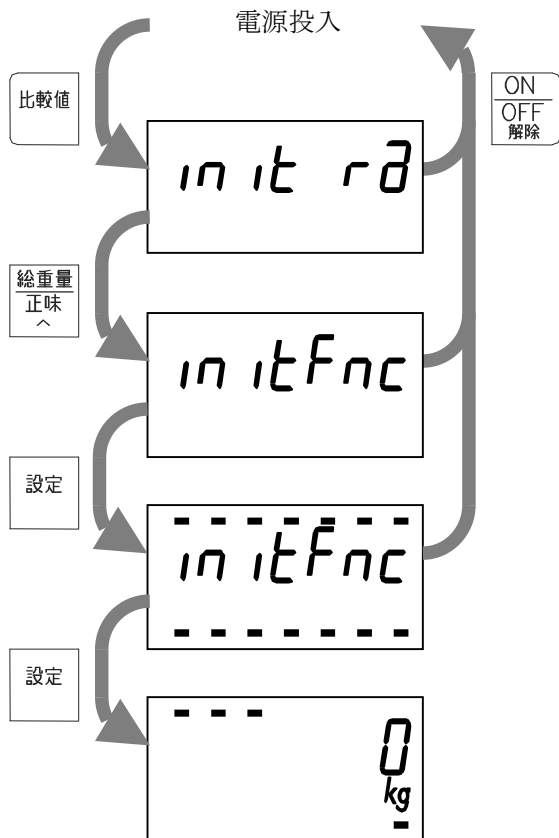 電源投入
比較値
ON
OFF
解除
init rA
総重量
正味
^
initFnc
設定
initFnc
設定
0
kg